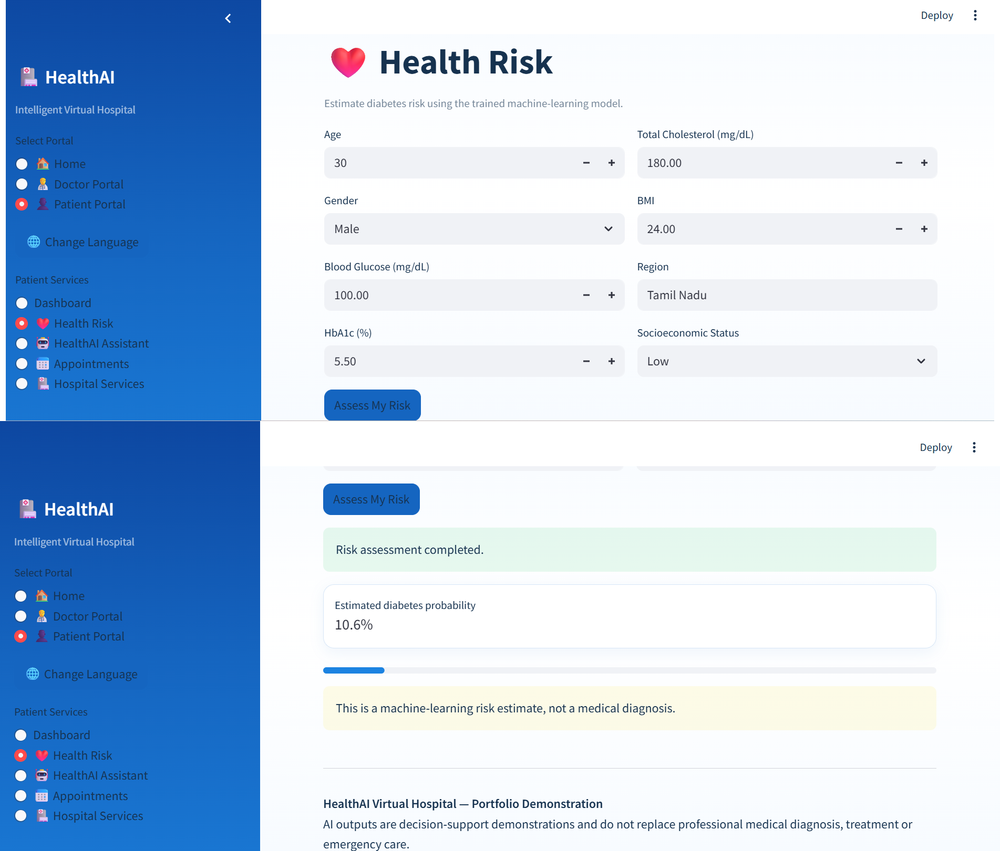 Deploy
HealthAI
Intelligent Virtual Hospital
Select Portal
Home
Doctor Portal
Patient Portal
Change Language
Patient Services
Dashboard
Health Risk
HealthAI Assistant
Appointments
Hospital Services
Health Risk
Estimate diabetes risk using the trained machine-learning model.
Age
30
Total Cholesterol (mg/dL)
180.00
Gender
Male
BMI
24.00
Blood Glucose (mg/dL)
100.00
Region
Tamil Nadu
HbA1c (%)
5.50
Socioeconomic Status
Low
Assess My Risk
Deploy
HealthAI
Intelligent Virtual Hospital
Select Portal
Home
Doctor Portal
Patient Portal
Change Language
Patient Services
Dashboard
Health Risk
HealthAI Assistant
Appointments
Hospital Services
Assess My Risk
Risk assessment completed.
Estimated diabetes probability
10.6%
This is a machine-learning risk estimate, not a medical diagnosis.
HealthAI Virtual Hospital — Portfolio Demonstration
AI outputs are decision-support demonstrations and do not replace professional medical diagnosis, treatment or
emergency care.